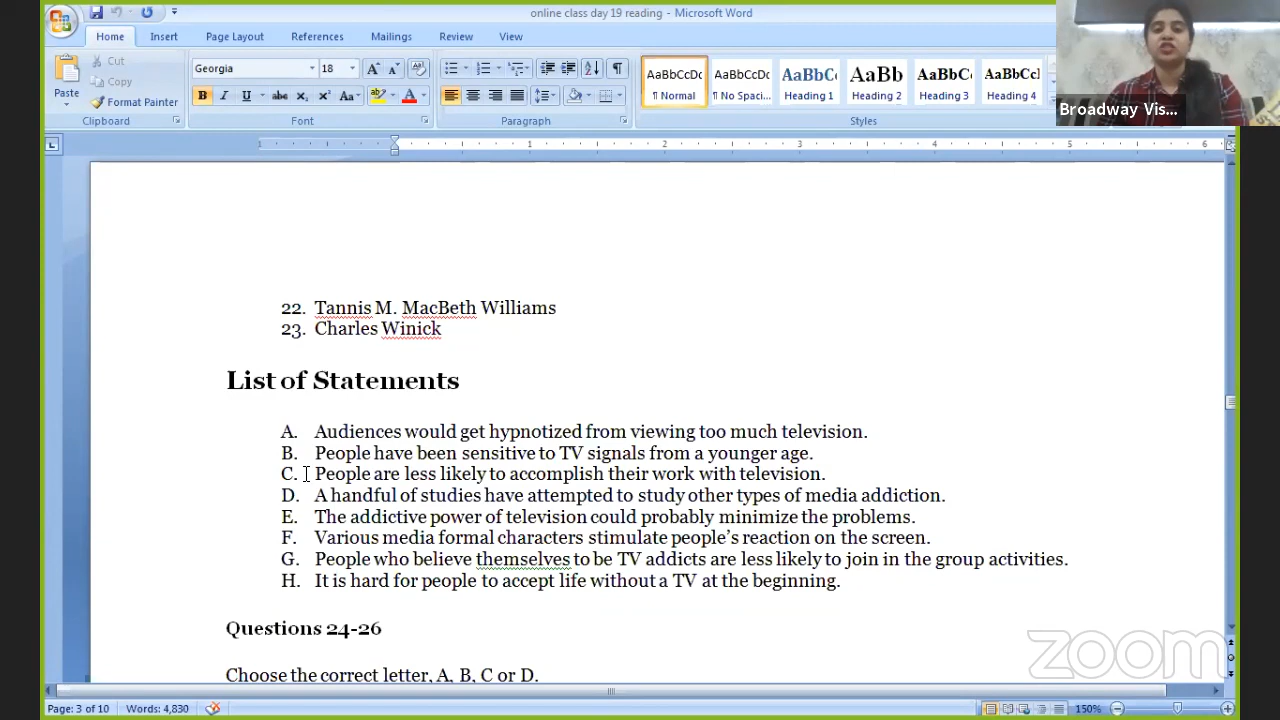 online class day 19 reading - Microsoft Word
Home Insert Page Layout References Mailings Review View
Paste
Cut
Copy
Format Painter
Clipboard
Georgia 18
Font
Paragraph
AaBbCcDc AaBbCcDc AaBbC AaBb AaBbC AaBbCcI
¶ Normal ¶ No Spaci... Heading 1 Heading 2 Heading 3 Heading 4
Styles
Broadway Vis...
1 1 2 3 4 5 6
22. Tannis M. MacBeth Williams
23. Charles Winick
List of Statements
A. Audiences would get hypnotized from viewing too much television.
B. People have been sensitive to TV signals from a younger age.
C. People are less likely to accomplish their work with television.
D. A handful of studies have attempted to study other types of media addiction.
E. The addictive power of television could probably minimize the problems.
F. Various media formal characters stimulate people's reaction on the screen.
G. People who believe themselves to be TV addicts are less likely to join in the group activities.
H. It is hard for people to accept life without a TV at the beginning.
Questions 24-26
Choose the correct letter, A, B, C or D.
zoom
Page: 3 of 10 Words: 4,830 150%